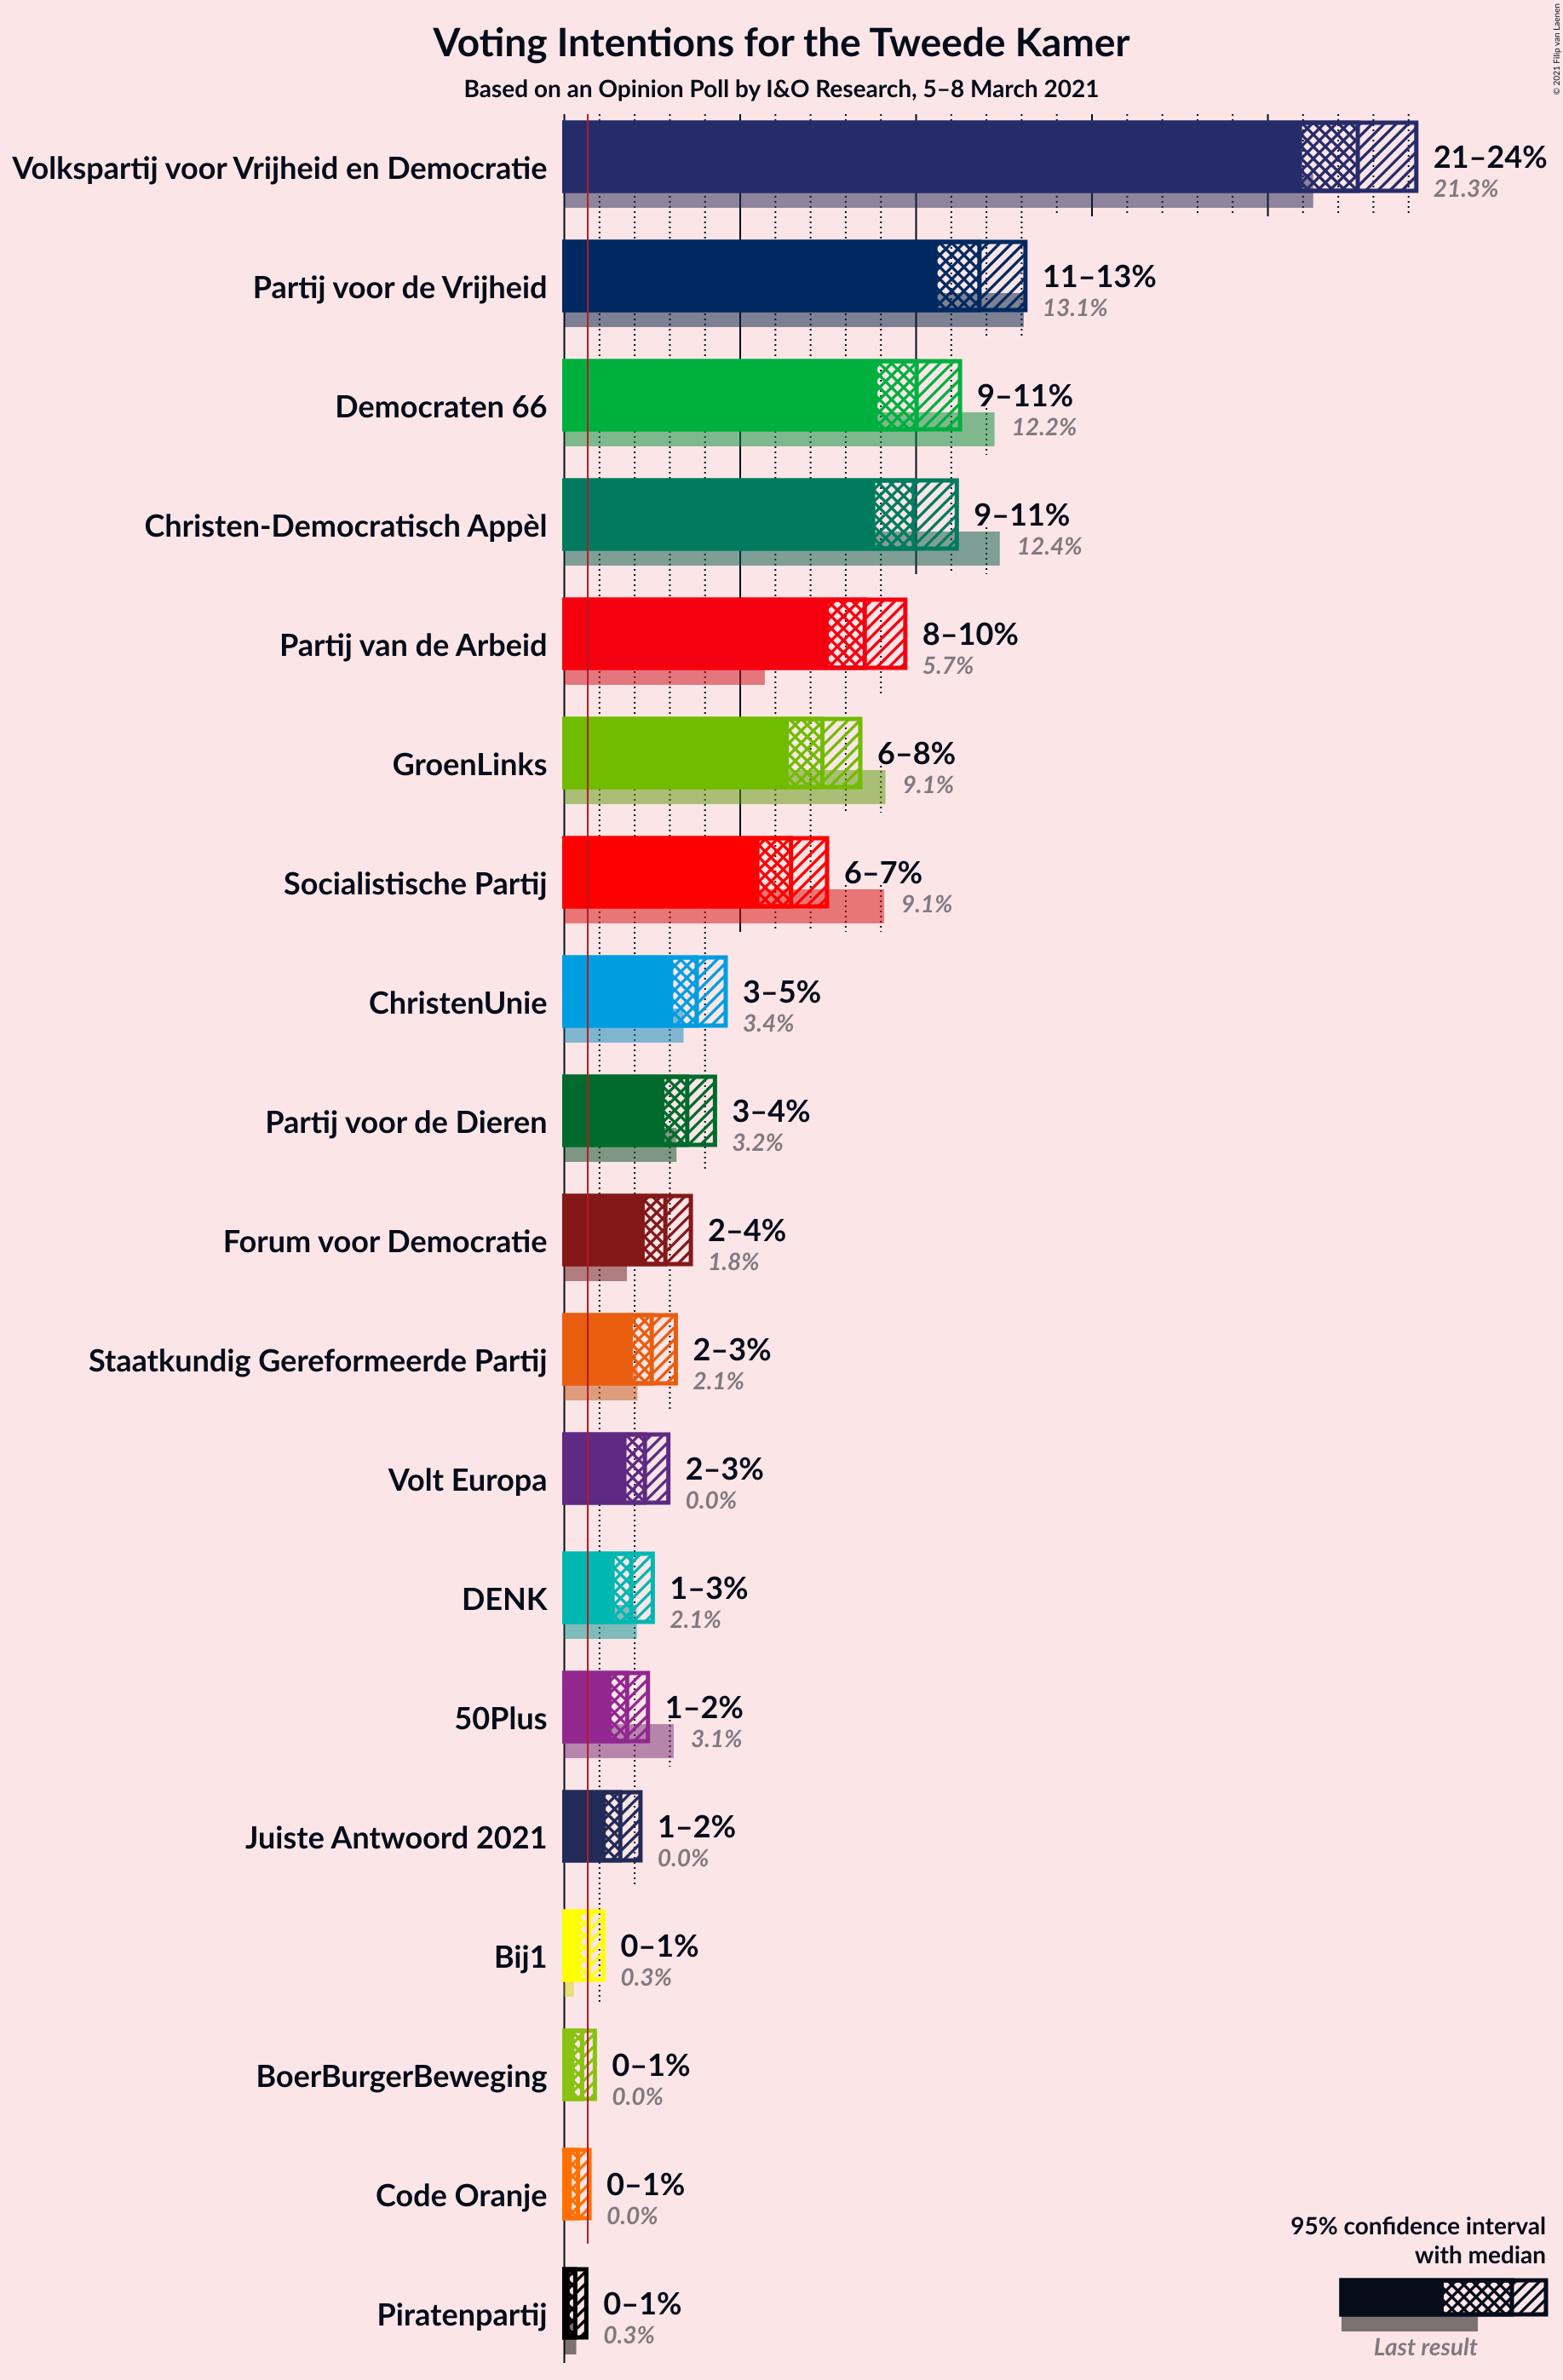 Voting Intentions for the Tweede Kamer
Based on an Opinion Poll by I&O Research, 5–8 March 2021
© 2021 Filip van Laenen
Volkspartij voor Vrijheid en Democratie
21–24%
21.3%
Partij voor de Vrijheid
11–13%
13.1%
Democraten 66
9–11%
12.2%
Christen-Democratisch Appèl
9–11%
12.4%
Partij van de Arbeid
8–10%
5.7%
GroenLinks
6–8%
9.1%
Socialistische Partij
6–7%
9.1%
ChristenUnie
3–5%
3.4%
Partij voor de Dieren
3–4%
3.2%
Forum voor Democratie
2–4%
1.8%
Staatkundig Gereformeerde Partij
2–3%
2.1%
Volt Europa
2–3%
0.0%
DENK
1–3%
2.1%
50Plus
1–2%
3.1%
Juiste Antwoord 2021
1–2%
0.0%
Bij1
0–1%
0.3%
BoerBurgerBeweging
0–1%
0.0%
Code Oranje
0–1%
0.0%
Piratenpartij
0–1%
0.3%
95% confidence interval
with median
Last result